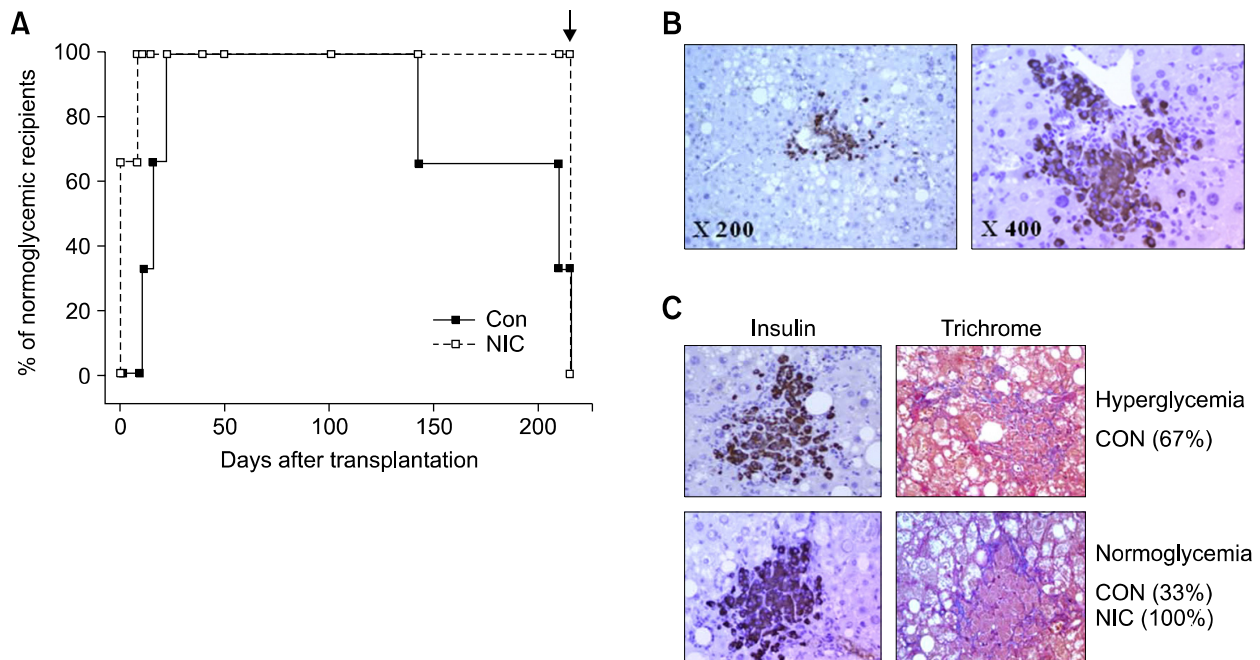 A
% of normoglycemic recipients
100
80
60
40
20
0
Con
NIC
0 50 100 150 200
Days after transplantation
B
X 200
X 400
C
Insulin Trichrome
Hyperglycemia
CON (67%)
Normoglycemia
CON (33%)
NIC (100%)